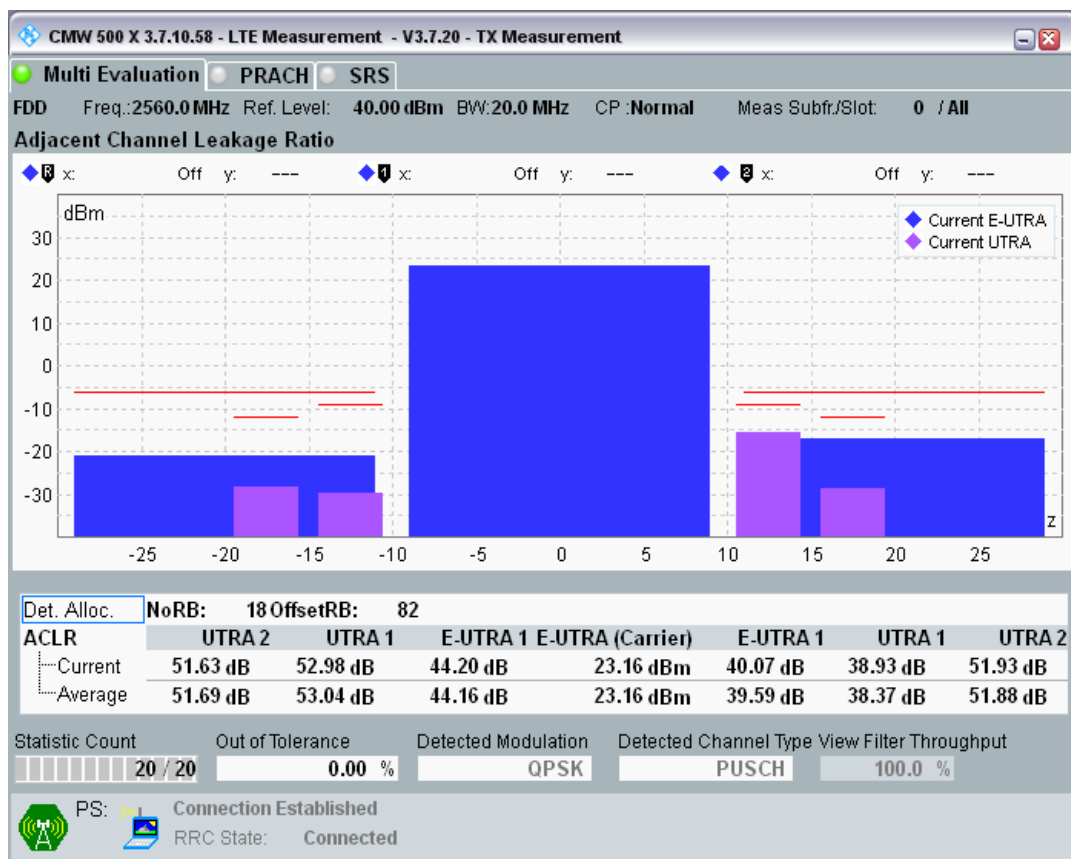 CMW 500 X 3.7.10.58 - LTE Measurement - V3.7.20 - TX Measurement
Multi Evaluation PRACH SRS
FDD Freq.:2560.0 MHz Ref. Level: 40.00 dBm BW:20.0 MHz CP :Normal Meas Subfr./Slot: 0 / All
Adjacent Channel Leakage Ratio
R x: Off y: --- 1 x: Off y: --- 2 x: Off y: ---
dBm
Current E-UTRA
Current UTRA
30
20
10
0
-10
-20
-30
z
-25 -20 -15 -10 -5 0 5 10 15 20 25
Det. Alloc. NoRB: 18 OffsetRB: 82
ACLR UTRA 2 UTRA 1 E-UTRA 1 E-UTRA (Carrier) E-UTRA 1 UTRA 1 UTRA 2
Current 51.63 dB 52.98 dB 44.20 dB 23.16 dBm 40.07 dB 38.93 dB 51.93 dB
Average 51.69 dB 53.04 dB 44.16 dB 23.16 dBm 39.59 dB 38.37 dB 51.88 dB
Statistic Count Out of Tolerance Detected Modulation Detected Channel Type View Filter Throughput
20 / 20 0.00 % QPSK PUSCH 100.0 %
PS: Connection Established
RRC State: Connected